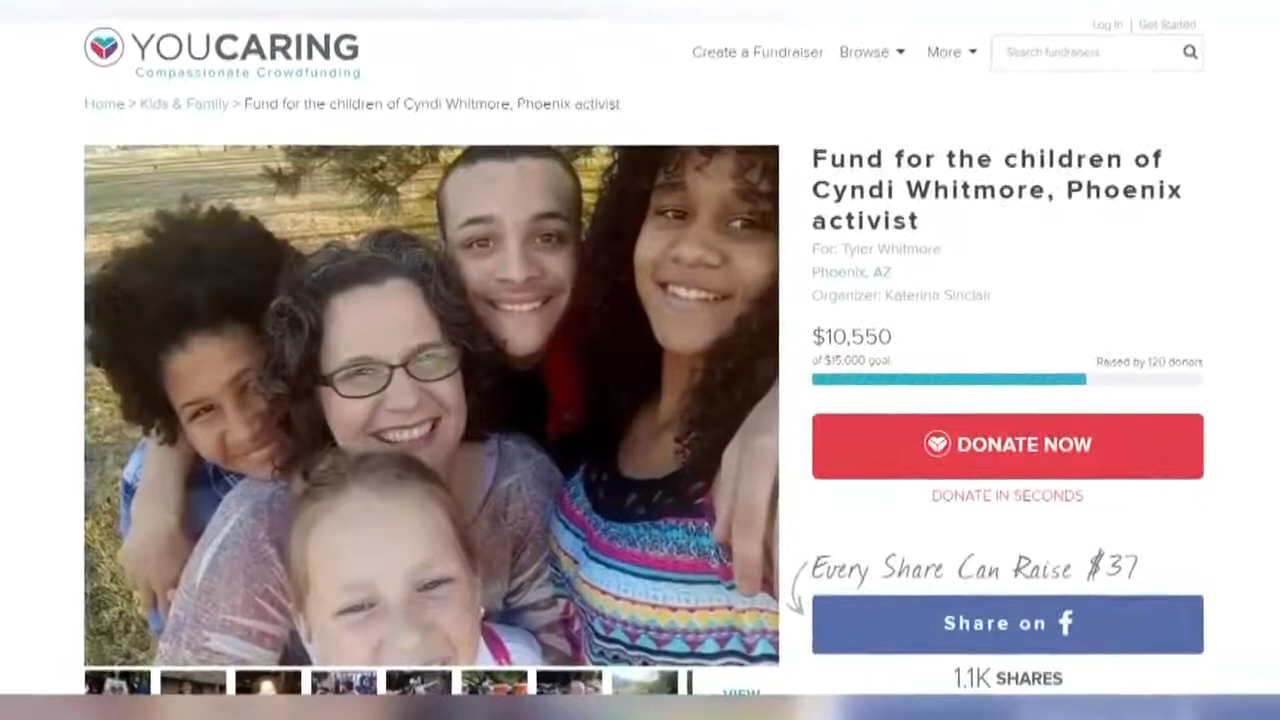 Log In | Get Started
YOUCARING
Compassionate Crowdfunding
Create a Fundraiser Browse More Search fundraisers
Home > Kids & Family > Fund for the children of Cyndi Whitmore, Phoenix activist
Fund for the children of
Cyndi Whitmore, Phoenix
activist
For: Tyler Whitmore
Phoenix, AZ
Organizer: Katerina Sinclair
$10,550
of $15,000 goal
Raised by 120 donors
DONATE NOW
DONATE IN SECONDS
Every Share Can Raise $37
Share on f
1.1K SHARES
VIEW